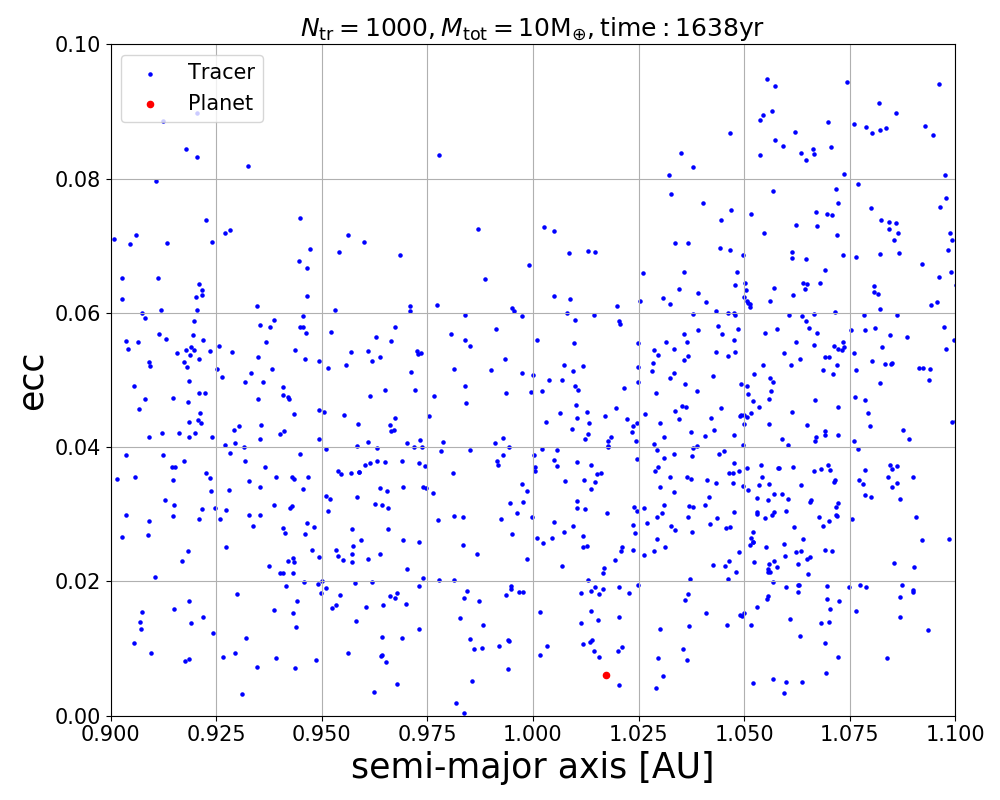 N_tr = 1000, M_tot = 10M_⊕, time : 1638yr
Tracer
Planet
ecc
0.10
0.08
0.06
0.04
0.02
0.00
0.900 0.925 0.950 0.975 1.000 1.025 1.050 1.075 1.100
semi-major axis [AU]